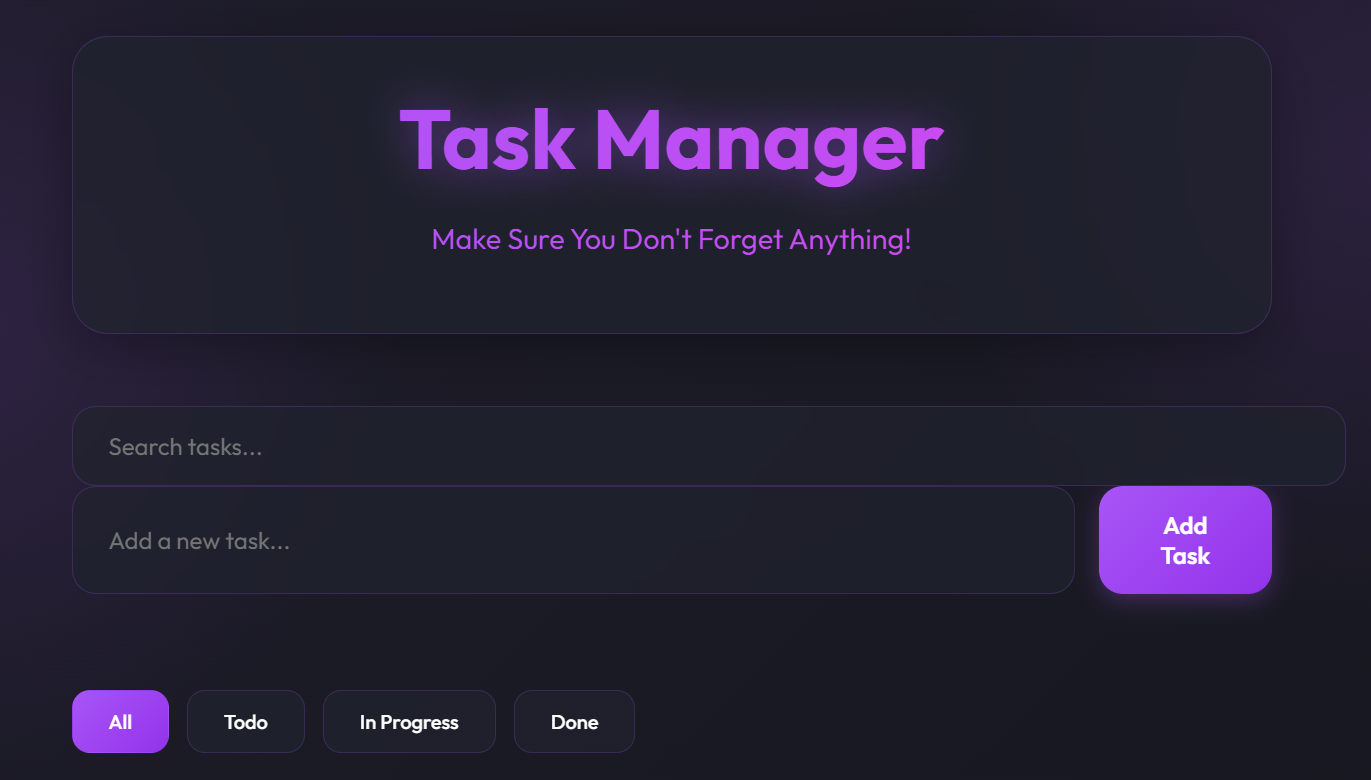 Task Manager
Make Sure You Don't Forget Anything!
Search tasks...
Add a new task...
Add
Task
All
Todo
In Progress
Done